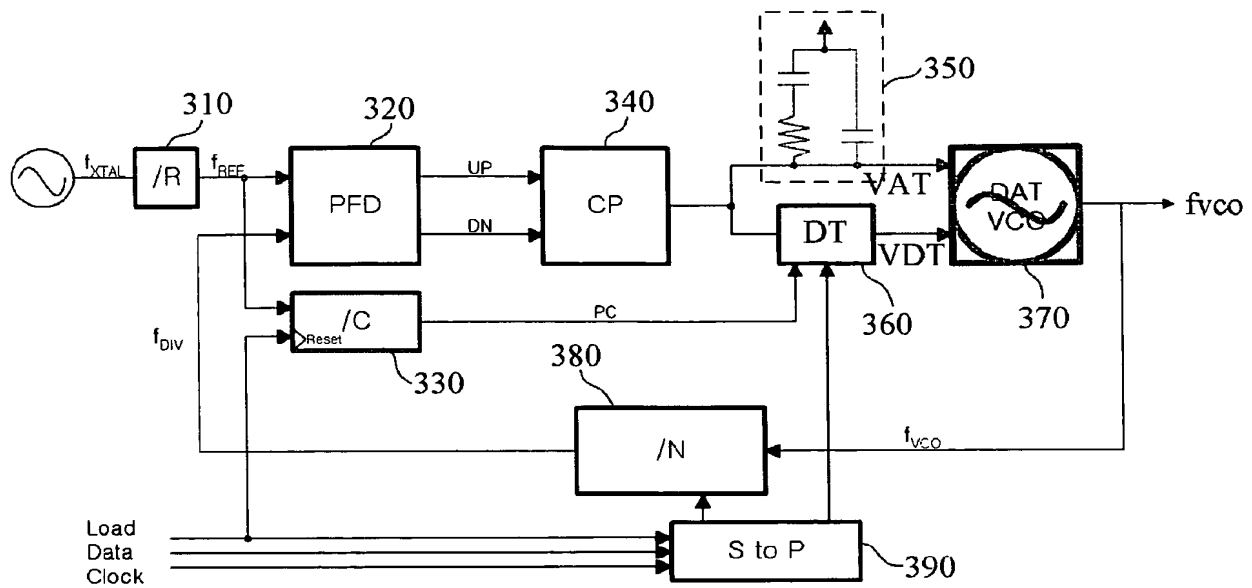 310
320
340
350
f_XTAL
/R
f_REF
PFD
UP
DN
CP
VAT
DT
VDT
DAT
VCO
fvco
360
370
/C
Reset
PC
330
f_DIV
380
/N
f_VCO
Load
Data
Clock
S to P
390